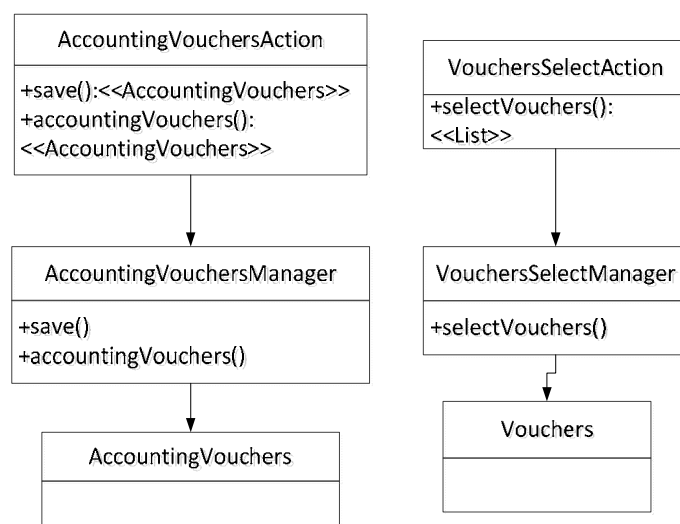 AccountingVouchersAction
+save():<<AccountingVouchers>>
+accountingVouchers():
<<AccountingVouchers>>
VouchersSelectAction
+selectVouchers():
<<List>>
AccountingVouchersManager
+save()
+accountingVouchers()
VouchersSelectManager
+selectVouchers()
AccountingVouchers
Vouchers